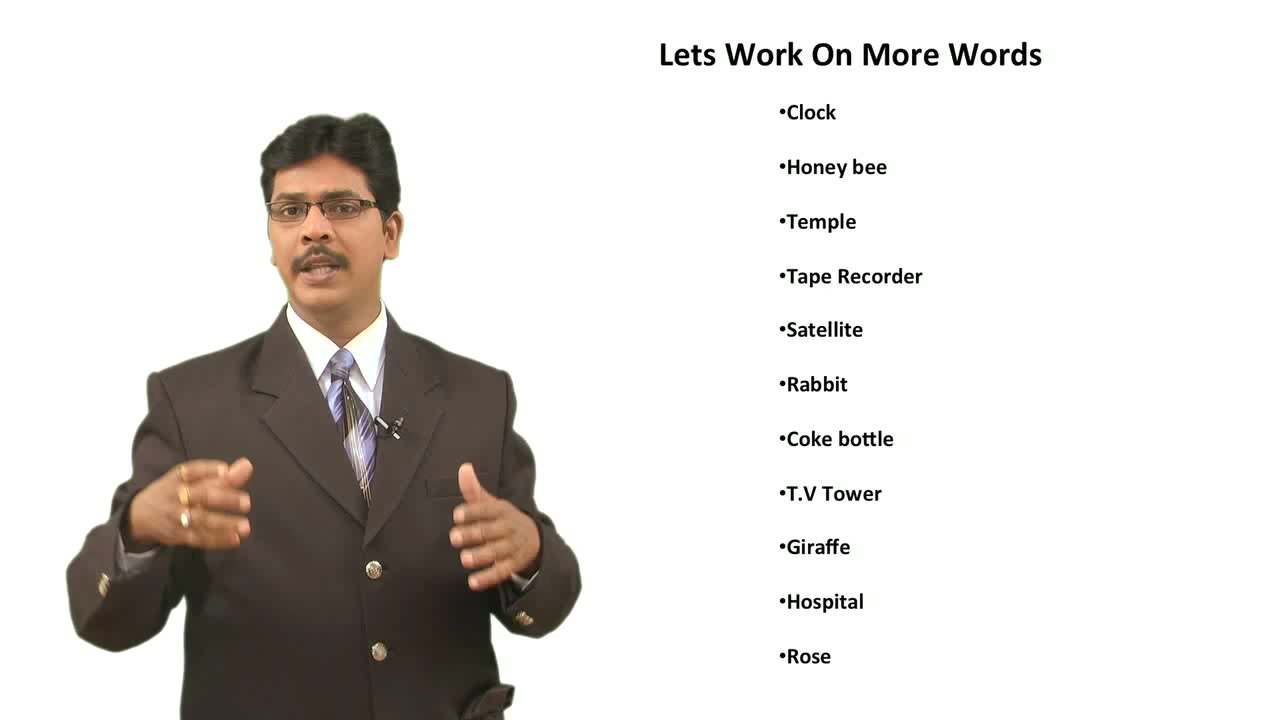 Lets Work On More Words
•Clock
•Honey bee
•Temple
•Tape Recorder
•Satellite
•Rabbit
•Coke bottle
•T.V Tower
•Giraffe
•Hospital
•Rose